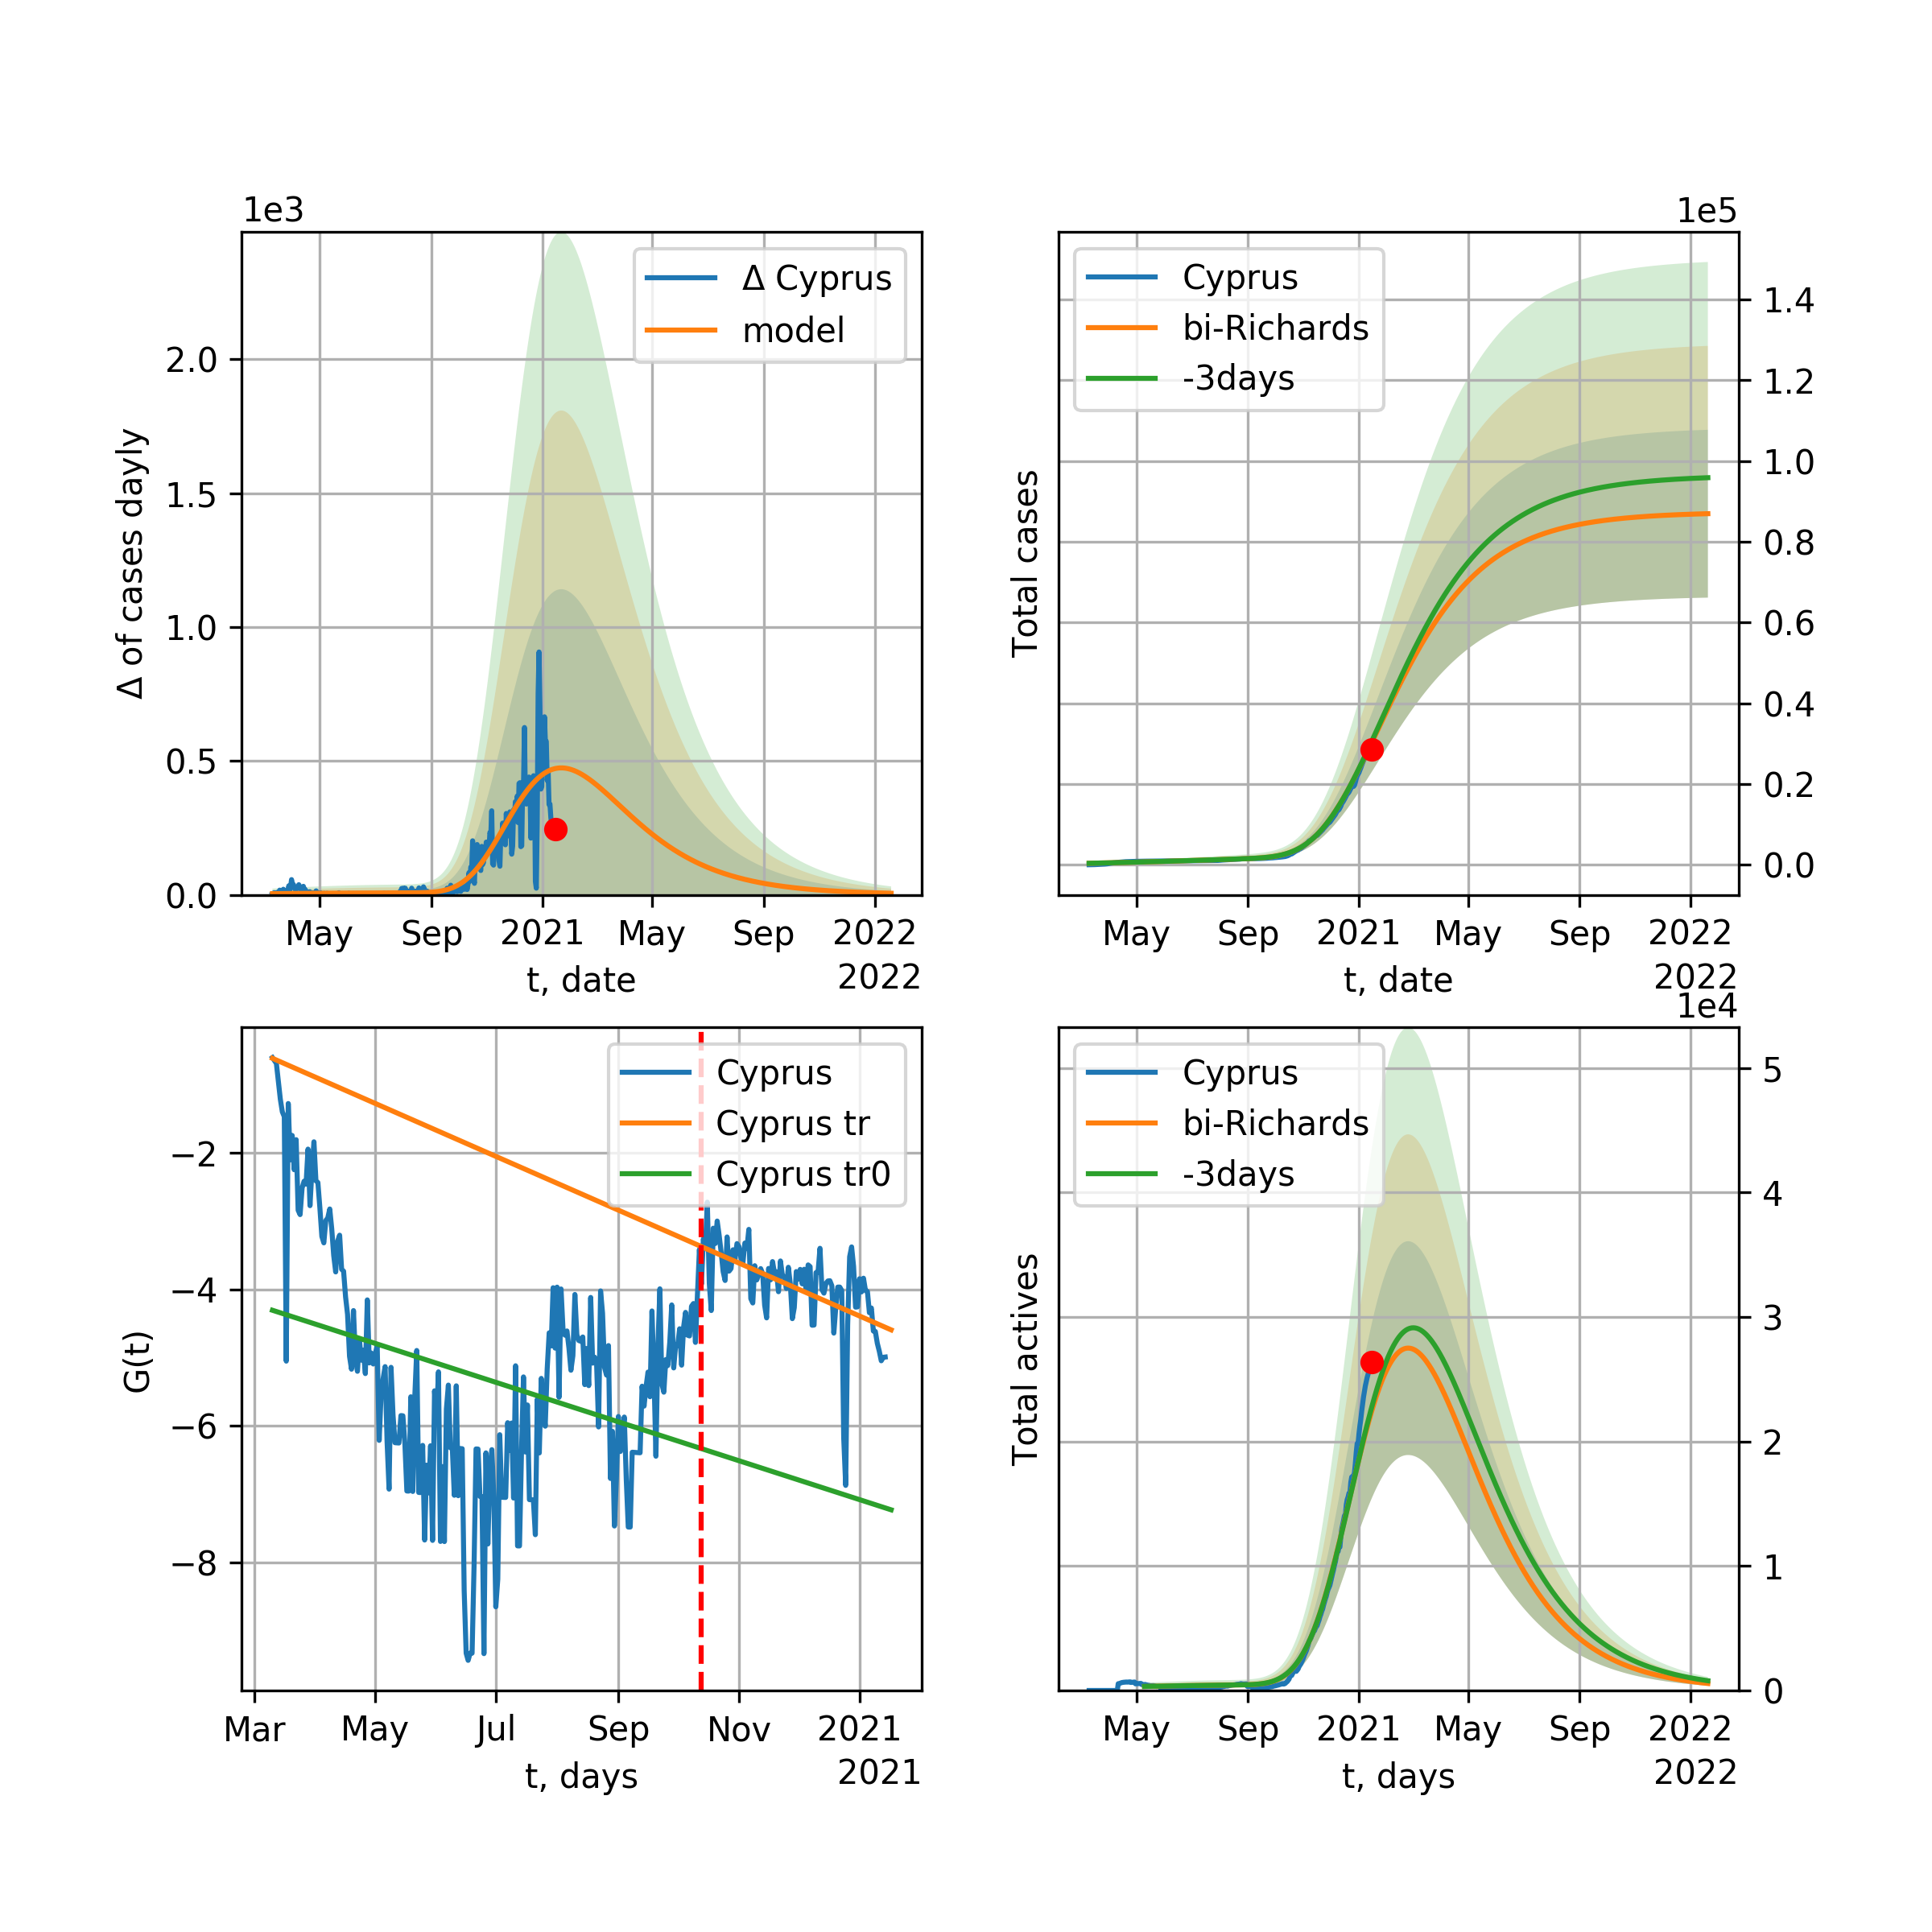 1e3
Δ Cyprus
model
Δ of cases dayly
2.0
1.5
1.0
0.5
0.0
May Sep 2021 May Sep 2022
t, date
2022
1e5
Cyprus
bi-Richards
-3days
Total cases
1.4
1.2
1.0
0.8
0.6
0.4
0.2
0.0
May Sep 2021 May Sep 2022
t, date
2022
Cyprus
Cyprus tr
Cyprus tr0
G(t)
−2
−4
−6
−8
Mar May Jul Sep Nov 2021
t, days
2021
1e4
Cyprus
bi-Richards
-3days
Total actives
5
4
3
2
1
0
May Sep 2021 May Sep 2022
t, days
2022